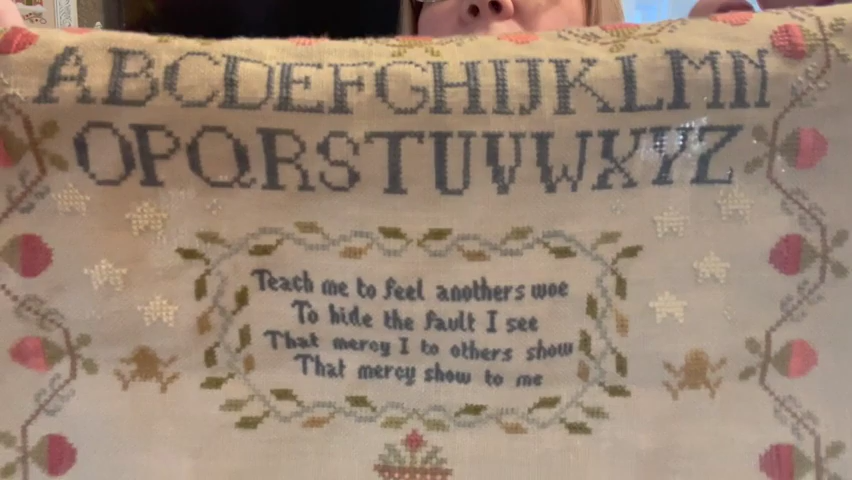 ABCDEFGHIJKLMN
OPQRSTUVWXYZ
Teach me to feel anothers woe
To hide the fault I see
That mercy I to others show
That mercy show to me